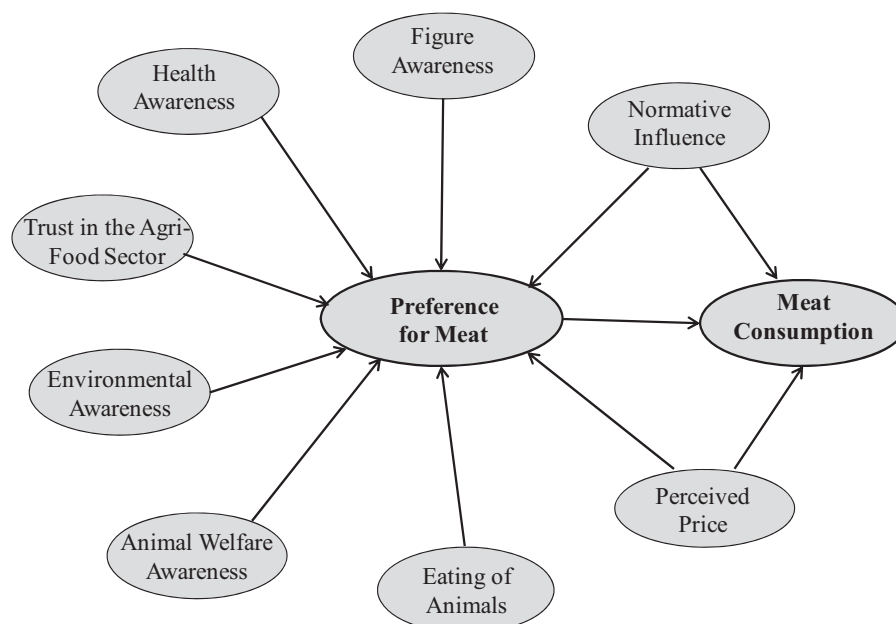 Figure
Awareness
Health
Awareness
Normative
Influence
Trust in the Agri-
Food Sector
Preference
for Meat
Meat
Consumption
Environmental
Awareness
Perceived
Price
Animal Welfare
Awareness
Eating of
Animals